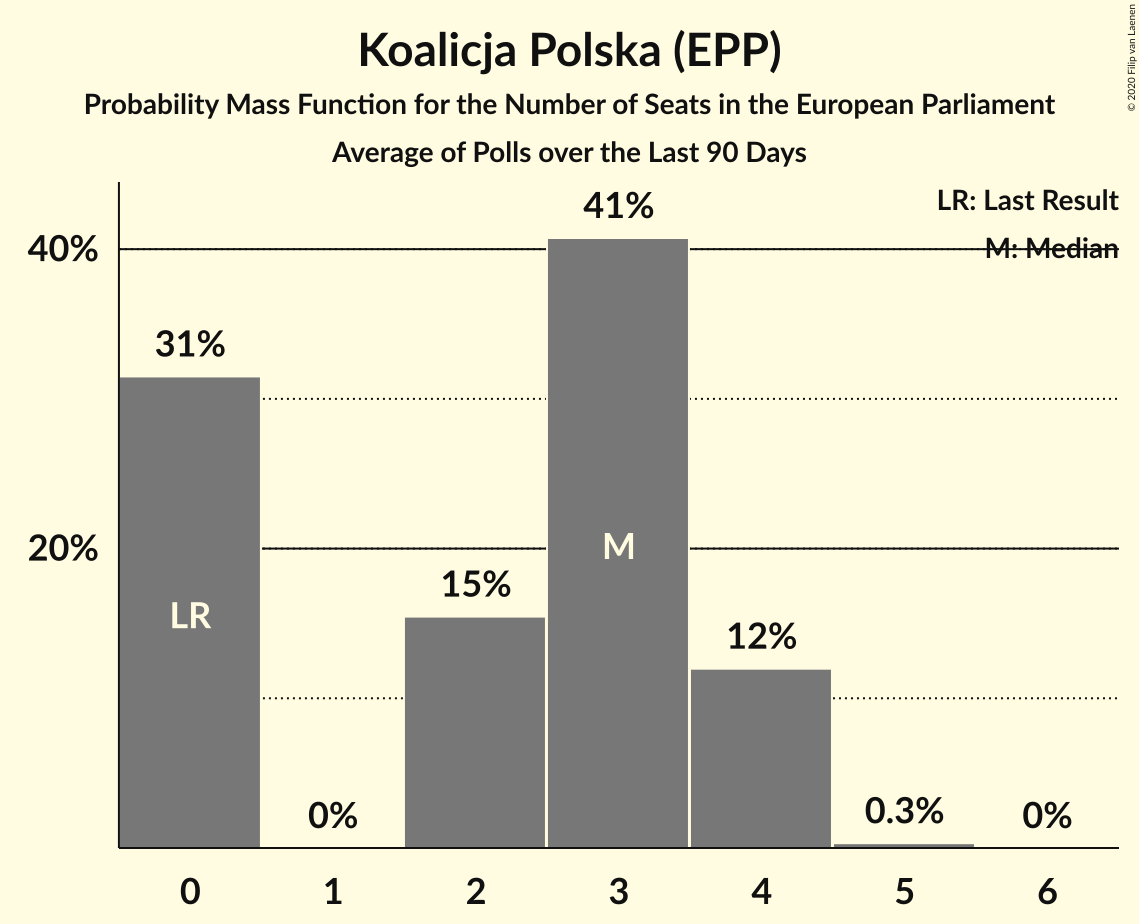 Koalicja Polska (EPP)
Probability Mass Function for the Number of Seats in the European Parliament
Average of Polls over the Last 90 Days
© 2020 Filip van Laenen
LR: Last Result
M: Median
40%
20%
31%
0%
15%
41%
12%
0.3%
0%
LR
M
0 1 2 3 4 5 6